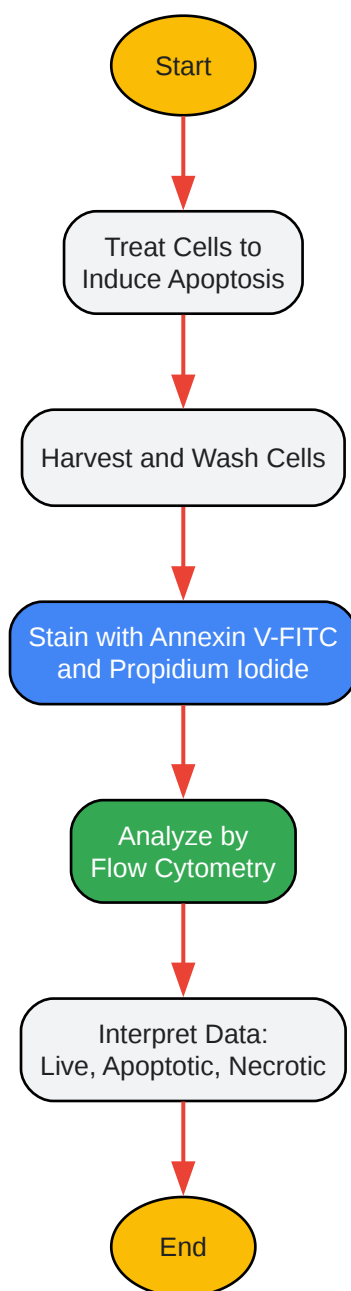 Start
Treat Cells to
Induce Apoptosis
Harvest and Wash Cells
Stain with Annexin V-FITC
and Propidium Iodide
Analyze by
Flow Cytometry
Interpret Data:
Live, Apoptotic, Necrotic
End